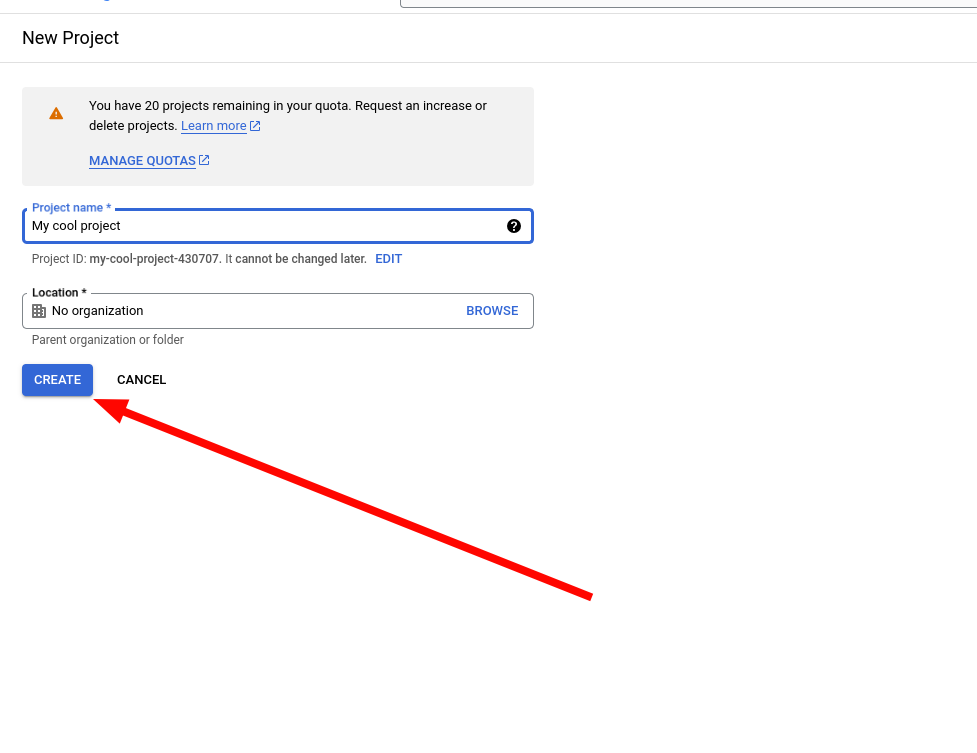 New Project
You have 20 projects remaining in your quota. Request an increase or
delete projects. Learn more
MANAGE QUOTAS
Project name *
My cool project
Project ID: my-cool-project-430707. It cannot be changed later. EDIT
Location *
No organization BROWSE
Parent organization or folder
CREATE CANCEL